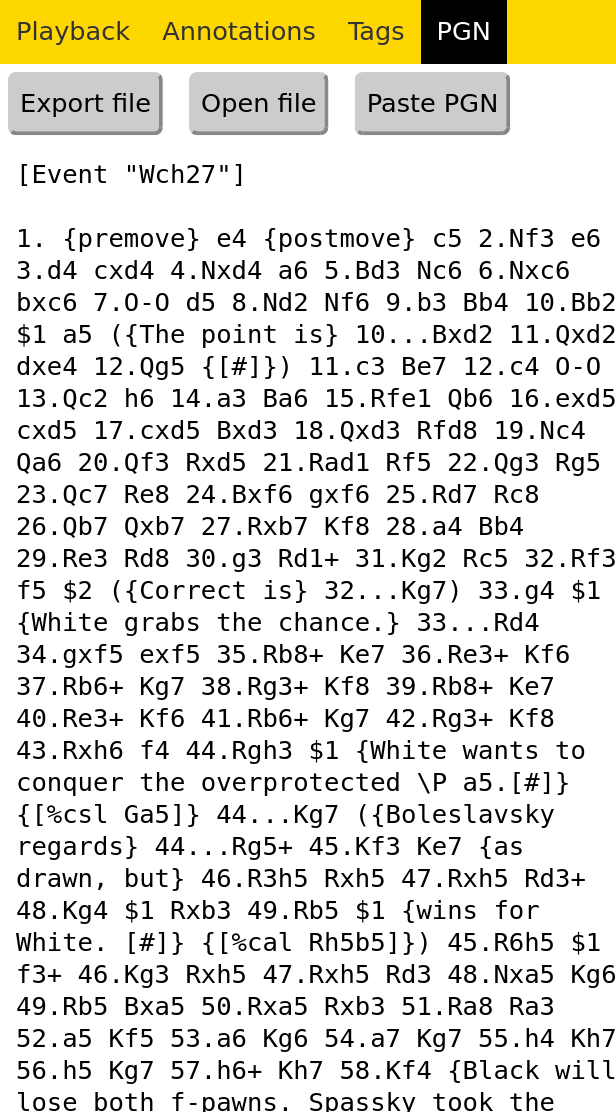 Playback Annotations Tags PGN
Export file Open file Paste PGN
[Event "Wch27"]
1. {premove} e4 {postmove} c5 2.Nf3 e6
3.d4 cxd4 4.Nxd4 a6 5.Bd3 Nc6 6.Nxc6
bxc6 7.O-O d5 8.Nd2 Nf6 9.b3 Bb4 10.Bb2
$1 a5 ({The point is} 10...Bxd2 11.Qxd2
dxe4 12.Qg5 {[#]}) 11.c3 Be7 12.c4 O-O
13.Qc2 h6 14.a3 Ba6 15.Rfe1 Qb6 16.exd5
cxd5 17.cxd5 Bxd3 18.Qxd3 Rfd8 19.Nc4
Qa6 20.Qf3 Rxd5 21.Rad1 Rf5 22.Qg3 Rg5
23.Qc7 Re8 24.Bxf6 gxf6 25.Rd7 Rc8
26.Qb7 Qxb7 27.Rxb7 Kf8 28.a4 Bb4
29.Re3 Rd8 30.g3 Rd1+ 31.Kg2 Rc5 32.Rf3
f5 $2 ({Correct is} 32...Kg7) 33.g4 $1
{White grabs the chance.} 33...Rd4
34.gxf5 exf5 35.Rb8+ Ke7 36.Re3+ Kf6
37.Rb6+ Kg7 38.Rg3+ Kf8 39.Rb8+ Ke7
40.Re3+ Kf6 41.Rb6+ Kg7 42.Rg3+ Kf8
43.Rxh6 f4 44.Rgh3 $1 {White wants to
conquer the overprotected \P a5.[#]}
{[%csl Ga5]} 44...Kg7 ({Boleslavsky
regards} 44...Rg5+ 45.Kf3 Ke7 {as
drawn, but} 46.R3h5 Rxh5 47.Rxh5 Rd3+
48.Kg4 $1 Rxb3 49.Rb5 $1 {wins for
White. [#]} {[%cal Rh5b5]}) 45.R6h5 $1
f3+ 46.Kg3 Rxh5 47.Rxh5 Rd3 48.Nxa5 Kg6
49.Rb5 Bxa5 50.Rxa5 Rxb3 51.Ra8 Ra3
52.a5 Kf5 53.a6 Kg6 54.a7 Kg7 55.h4 Kh7
56.h5 Kg7 57.h6+ Kh7 58.Kf4 {Black will
lose both f-pawns. Spassky took the